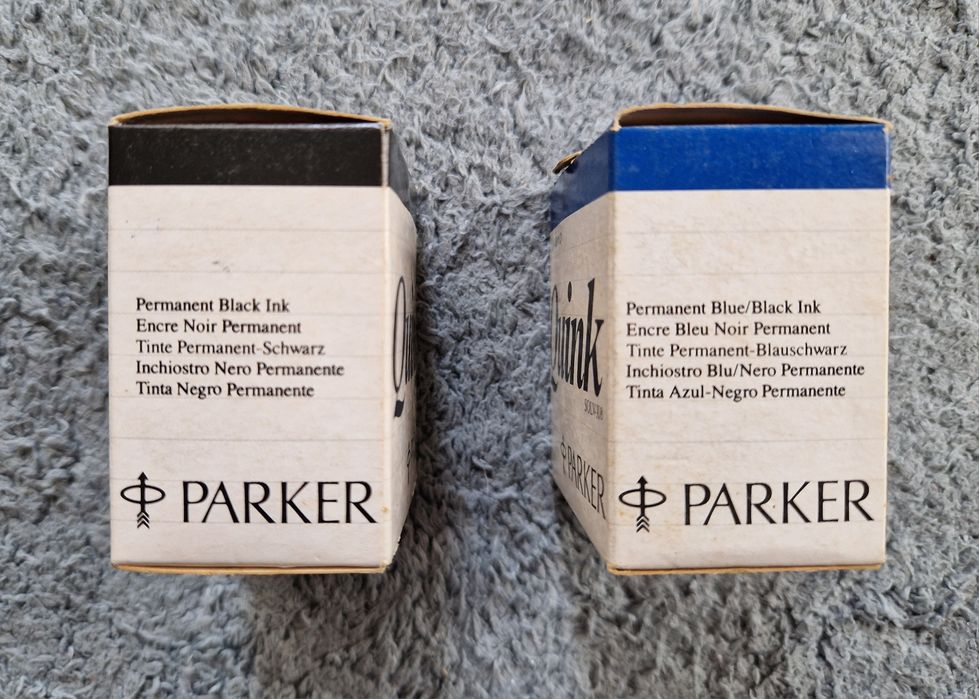 Permanent Black Ink
Encre Noir Permanent
Tinte Permanent-Schwarz
Inchiostro Nero Permanente
Tinta Negro Permanente
PARKER
Quink
PARKER
Permanent Blue/Black Ink
Encre Bleu Noir Permanent
Tinte Permanent-Blauschwarz
Inchiostro Blu/Nero Permanente
Tinta Azul-Negro Permanente
PARKER